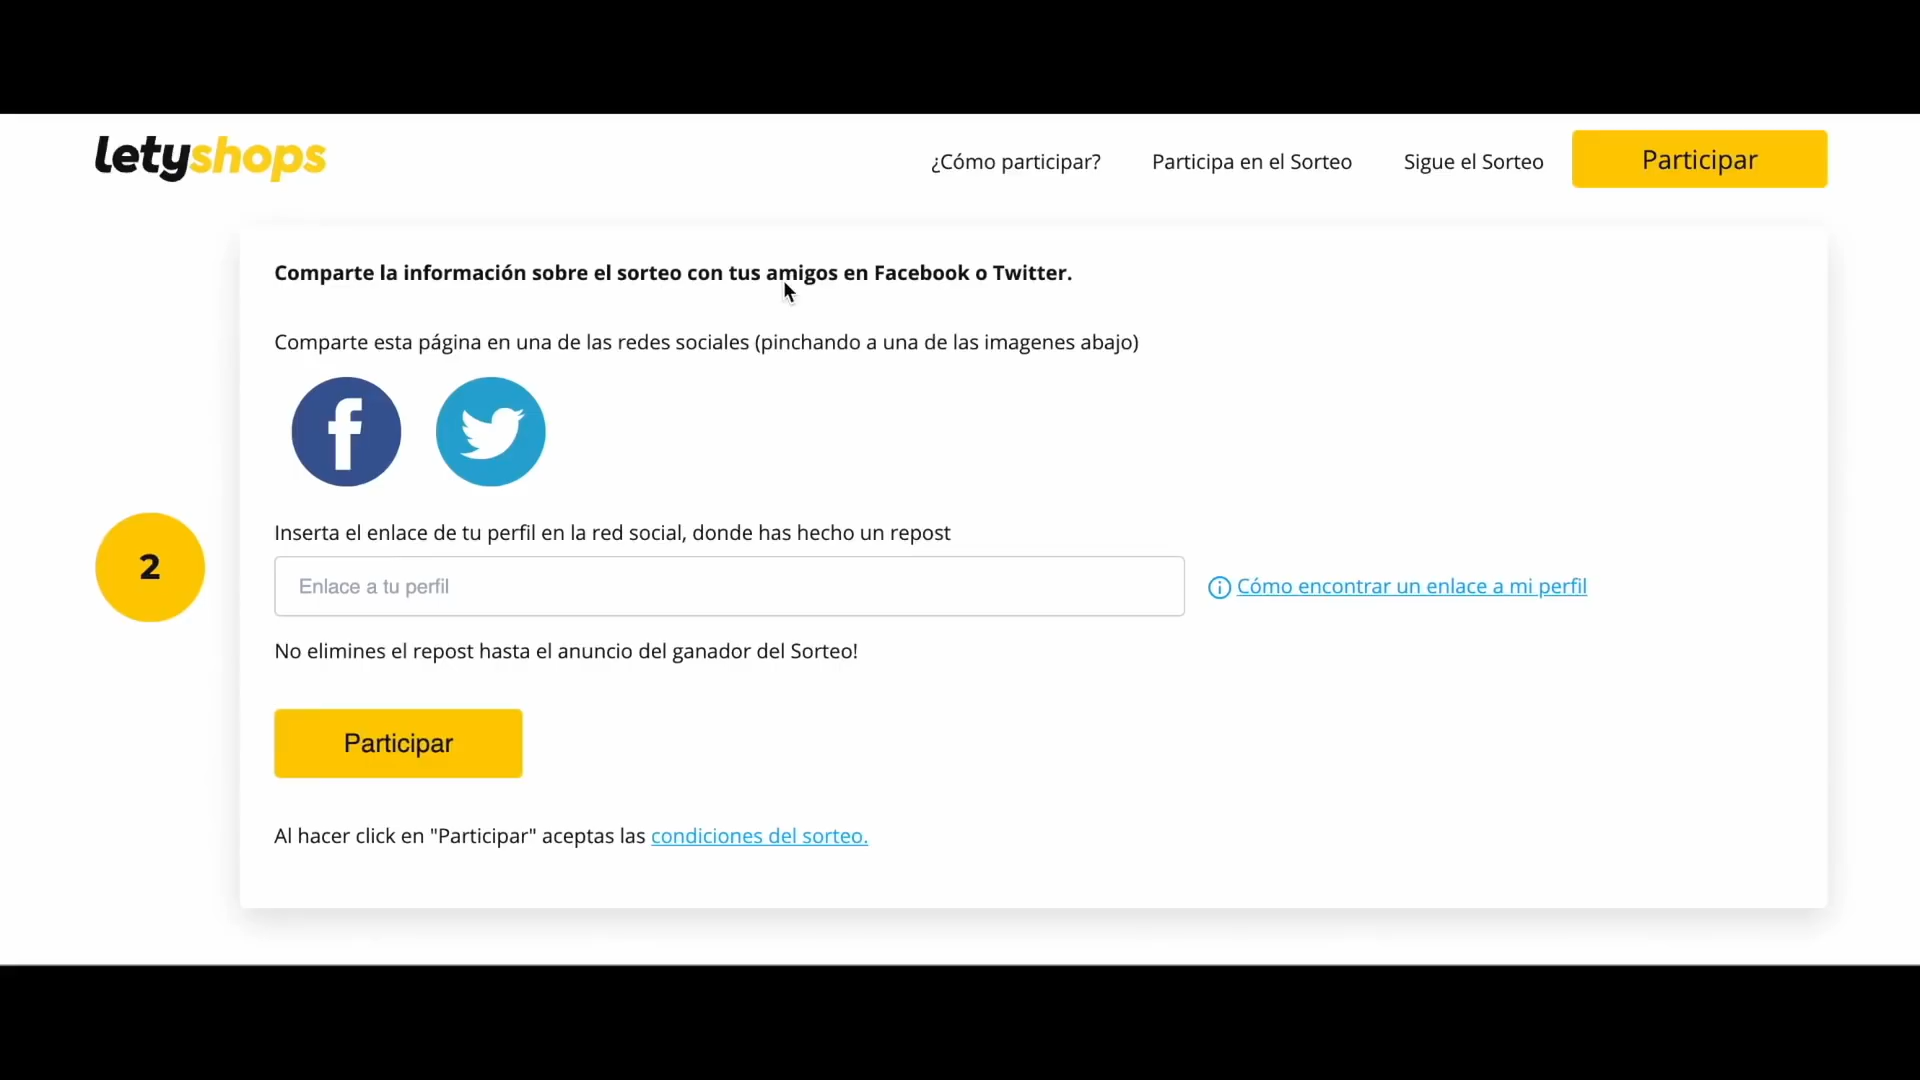 letyshops
¿Cómo participar?
Participa en el Sorteo
Sigue el Sorteo
Participar
Comparte la información sobre el sorteo con tus amigos en Facebook o Twitter.
Comparte esta página en una de las redes sociales (pinchando a una de las imagenes abajo)
Inserta el enlace de tu perfil en la red social, donde has hecho un repost
2
Enlace a tu perfil
Cómo encontrar un enlace a mi perfil
No elimines el repost hasta el anuncio del ganador del Sorteo!
Participar
Al hacer click en "Participar" aceptas las condiciones del sorteo.